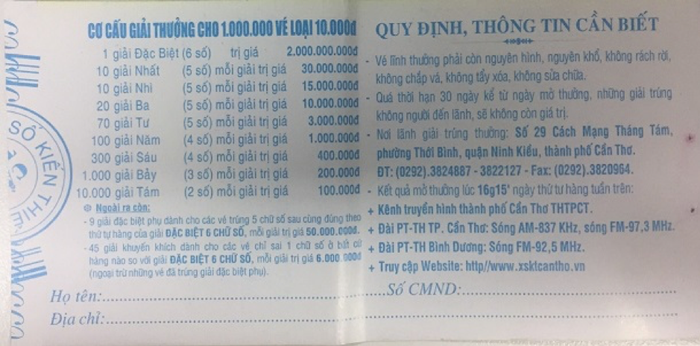 CƠ CẤU GIẢI THƯỞNG CHO 1.000.000 VÉ LOẠI 10.000đ
1 giải Đặc Biệt (6 số) trị giá 2.000.000.000đ
10 giải Nhất (5 số) mỗi giải trị giá 30.000.000đ
10 giải Nhì (5 số) mỗi giải trị giá 15.000.000đ
20 giải Ba (5 số) mỗi giải trị giá 10.000.000đ
70 giải Tư (5 số) mỗi giải trị giá 3.000.000đ
100 giải Năm (4 số) mỗi giải trị giá 1.000.000đ
300 giải Sáu (4 số) mỗi giải trị giá 400.000đ
1.000 giải Bảy (3 số) mỗi giải trị giá 200.000đ
10.000 giải Tám (2 số) mỗi giải trị giá 100.000đ
Ngoài ra còn:
- 9 giải đặc biệt phụ dành cho các vé trúng 5 chữ số sau cùng đúng theo
thứ tự hàng của giải ĐẶC BIỆT 6 CHỮ SỐ, mỗi giải trị giá 50.000.000đ.
- 45 giải khuyến khích dành cho các vé chỉ sai 1 chữ số ở bất cứ
hàng nào so với giải ĐẶC BIỆT 6 CHỮ SỐ, mỗi giải trị giá 6.000.000đ
(ngoại trừ những vé đã trúng giải đặc biệt phụ).
SỐ KIẾN THIẾ
QUY ĐỊNH, THÔNG TIN CẦN BIẾT
- Vé lĩnh thưởng phải còn nguyên hình, nguyên khổ, không rách rời,
không chấp vá, không tẩy xóa, không sửa chữa.
- Quá thời hạn 30 ngày kể từ ngày mở thưởng, những giải trúng
không người đến lãnh, sẽ không còn giá trị.
- Nơi lãnh giải trúng thưởng: Số 29 Cách Mạng Tháng Tám,
phường Thới Bình, quận Ninh Kiều, thành phố Cần Thơ.
ĐT: (0292).3824887 - 3822127 - Fax: (0292).3820964.
- Kết quả mở thưởng lúc 16g15' ngày thứ tư hàng tuần trên:
+ Kênh truyền hình thành phố Cần Thơ THTPCT.
+ Đài PT-TH TP. Cần Thơ: Sóng AM-837 KHz, sóng FM-97,3 MHz.
+ Đài PT-TH Bình Dương: Sóng FM-92,5 MHz.
+ Truy cập Website: http//www.xsktcantho.vn
Họ tên: Số CMND:
Địa chỉ: